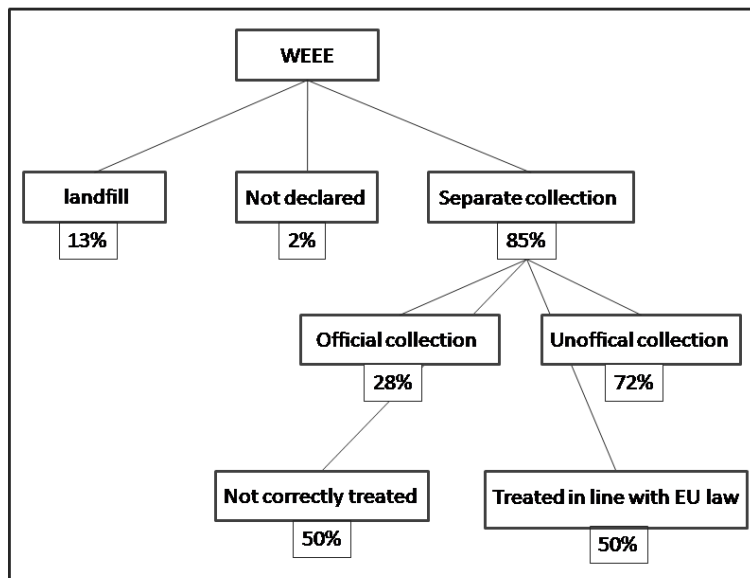 WEEE
landfill
Not declared
Separate collection
13%
2%
85%
Official collection
Unoffical collection
28%
72%
Not correctly treated
Treated in line with EU law
50%
50%